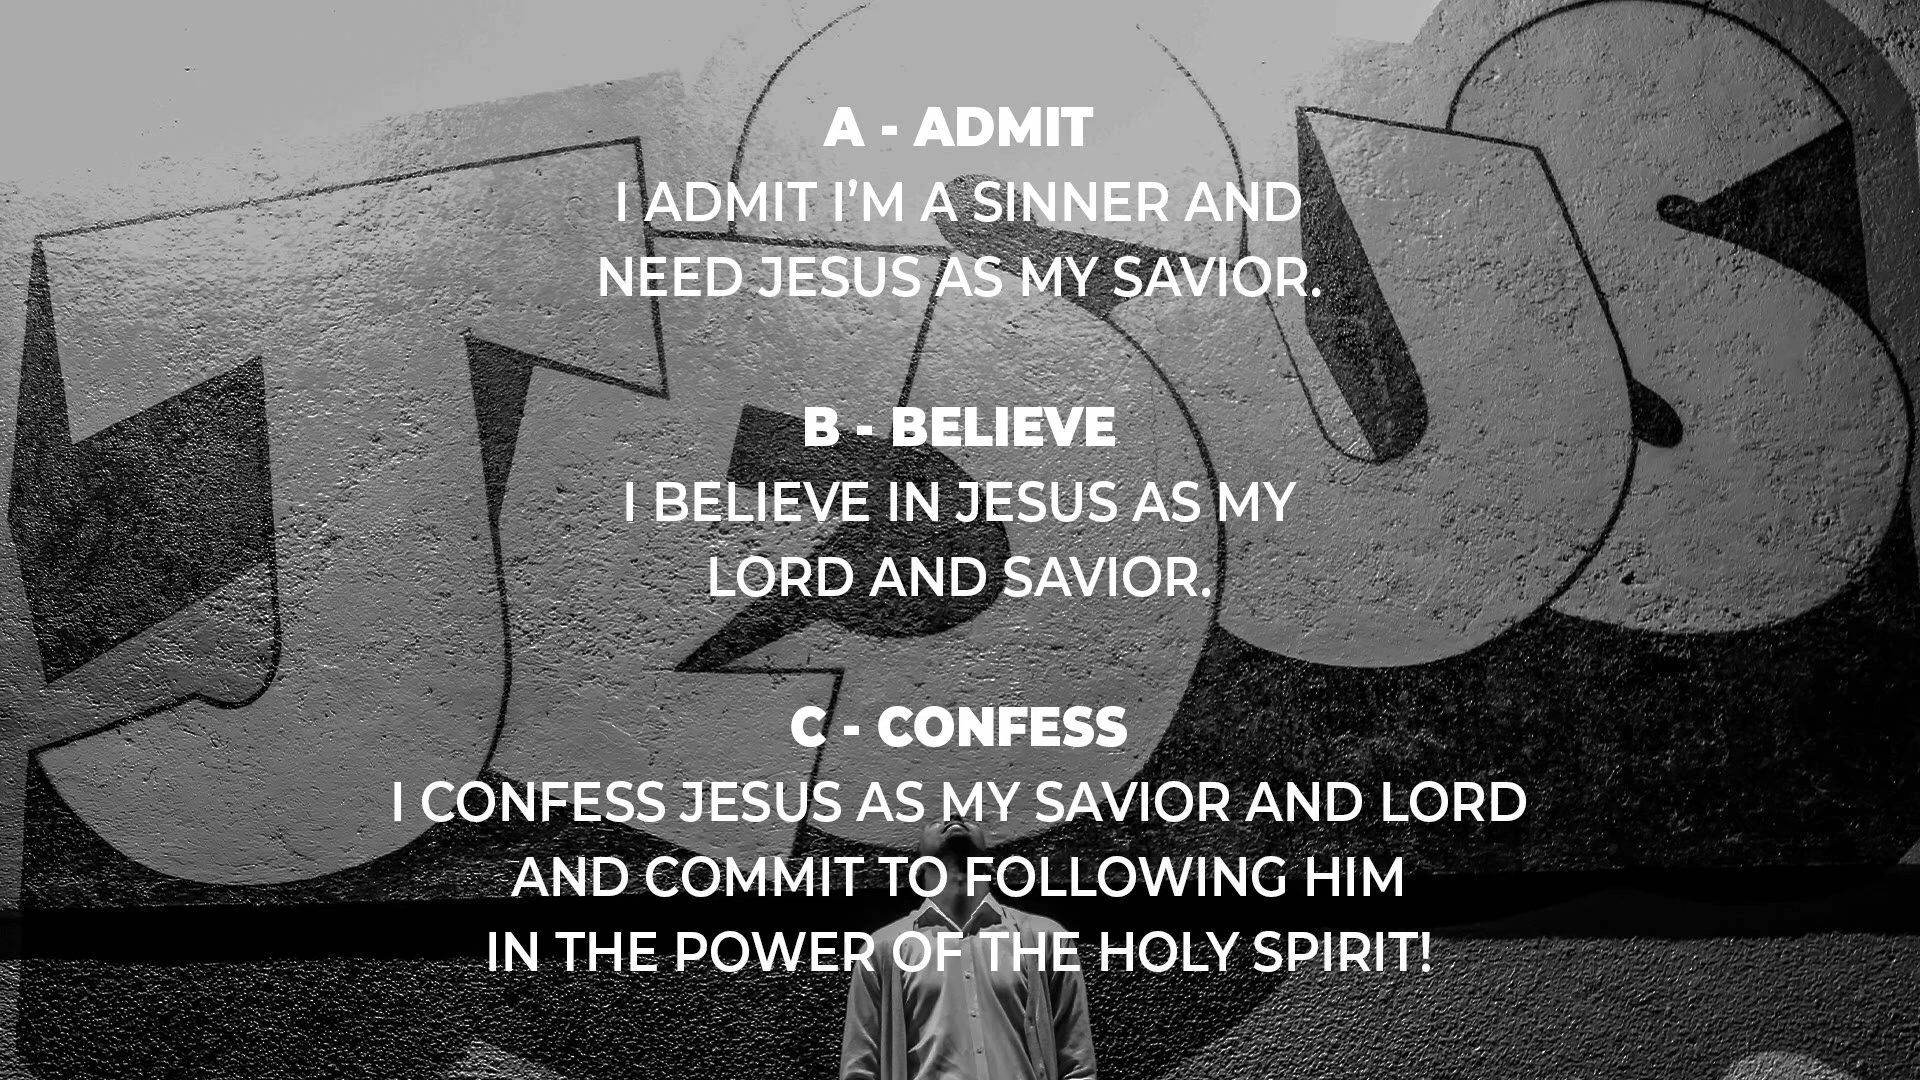 JESUS
A - ADMIT
I ADMIT I’M A SINNER AND
NEED JESUS AS MY SAVIOR.
B - BELIEVE
I BELIEVE IN JESUS AS MY
LORD AND SAVIOR.
C - CONFESS
I CONFESS JESUS AS MY SAVIOR AND LORD
AND COMMIT TO FOLLOWING HIM
IN THE POWER OF THE HOLY SPIRIT!